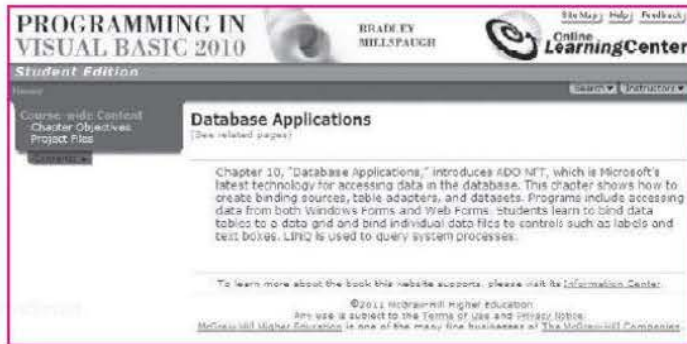 PROGRAMMING IN
VISUAL BASIC 2010
BRADLEY
MILLSPAUGH
Site Map Help Feedback
Online
LearningCenter
Student Edition
Home
Search Instructors
Course-wide Content
Chapter Objectives
Project Files
Database Applications
(See related pages)
Chapter 10, "Database Applications," introduces ADO NET, which is Microsoft's
latest technology for accessing data in the database. This chapter shows how to
create binding sources, table adapters, and datasets. Programs include accessing
data from both Windows Forms and Web Forms. Students learn to bind data
tables to a data grid and bind individual data files to controls such as labels and
text boxes. LINQ is used to query system processes.
To learn more about the book this website supports, please visit its Information Center.
©2011 McGraw-Hill Higher Education
Any use is subject to the Terms of Use and Privacy Notice.
McGraw-Hill Higher Education is one of the many fine businesses of The McGraw-Hill Companies.